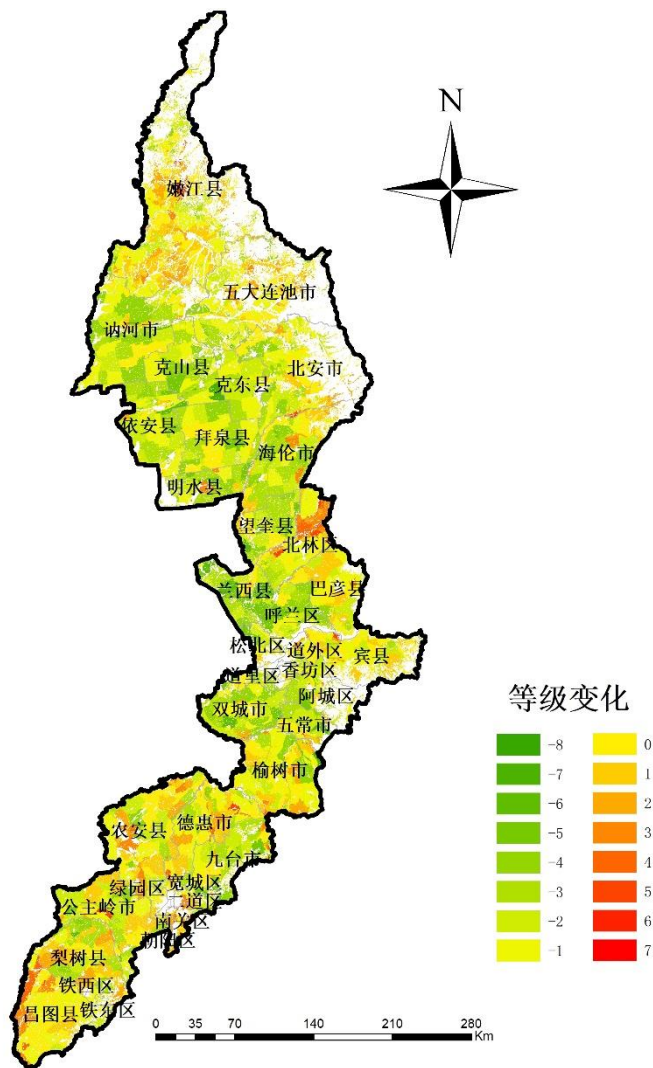 N
嫩江县
五大连池市
讷河市
克山县
克东县
北安市
依安县
拜泉县
海伦市
明水县
望奎县
北林区
兰西县
巴彦县
呼兰区
松北区
道外区
宾县
道里区
香坊区
阿城区
双城市
五常市
榆树市
农安县
德惠市
九台市
绿园区
宽城区
二道区
公主岭市
南关区
朝阳区
梨树县
铁西区
昌图县
铁东区
等级变化
-8 0
-7 1
-6 2
-5 3
-4 4
-3 5
-2 6
-1 7
0 35 70 140 210 280
Km